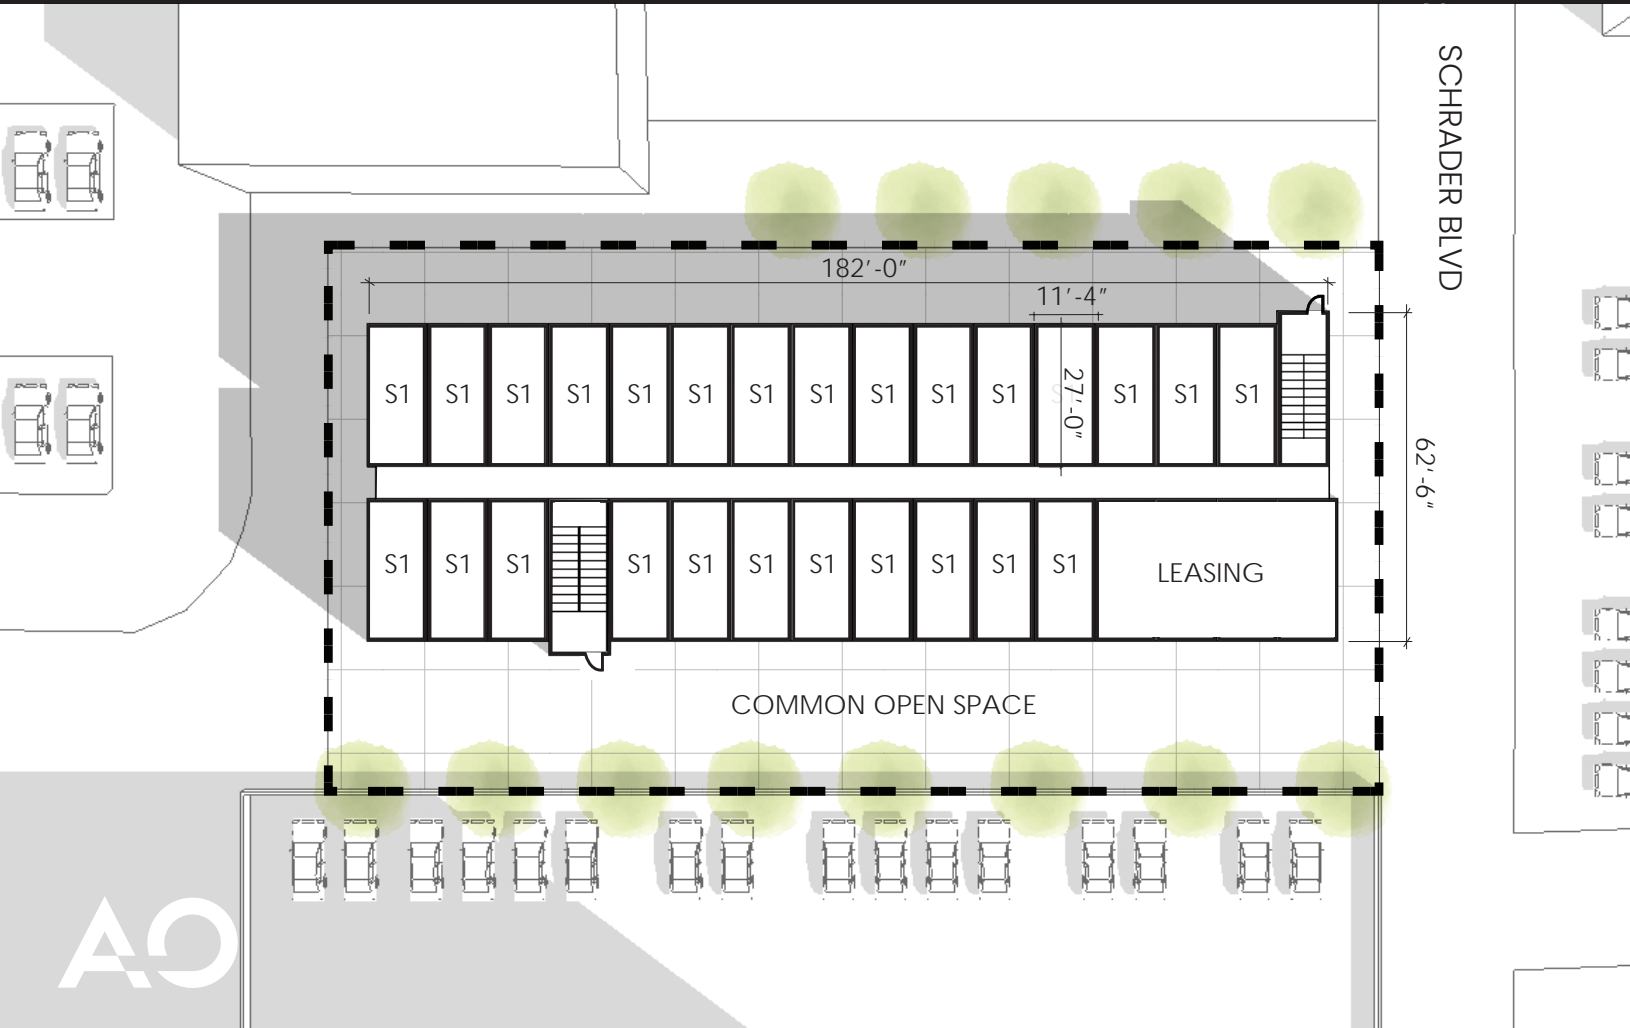 SCHRADER BLVD
182'-0"
11'-4"
S1 S1 S1 S1 S1 S1 S1 S1 S1 S1 S1 S1 S1 S1 S1
27'-0"
62'-6"
S1 S1 S1 S1 S1 S1 S1 S1 S1 S1 S1
LEASING
COMMON OPEN SPACE
AO